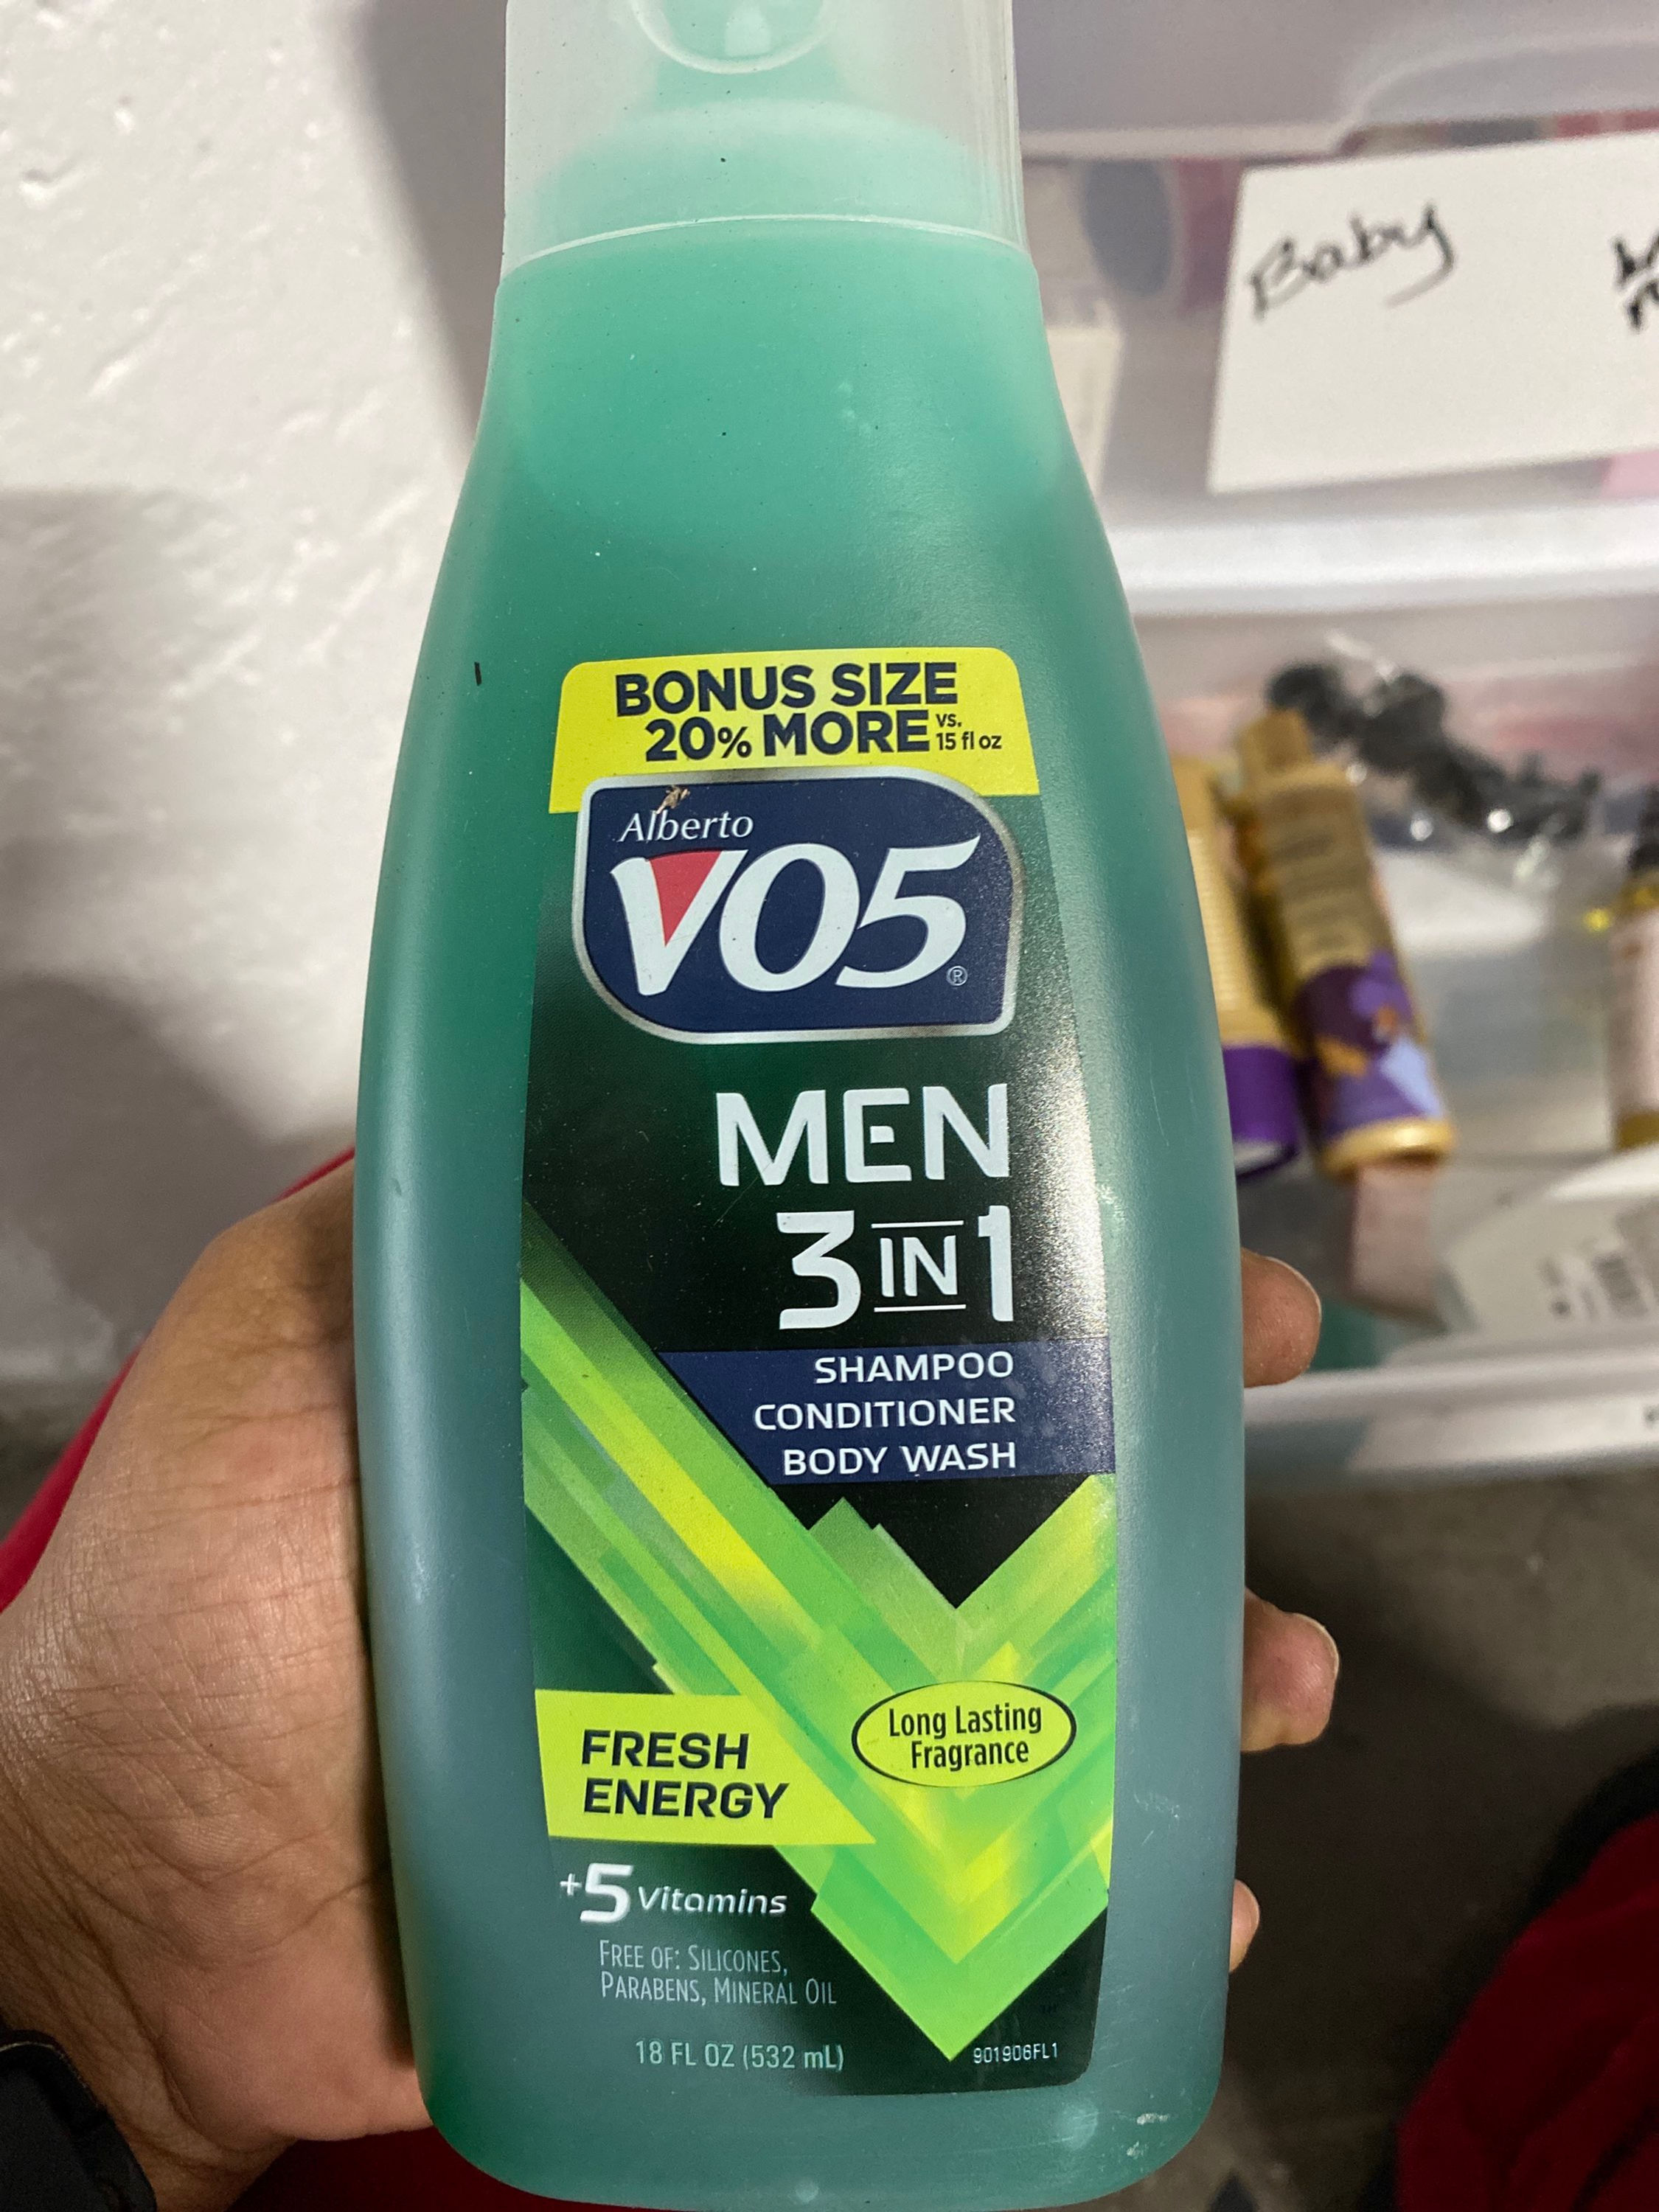 BONUS SIZE
20% MORE vs. 15 fl oz
Alberto
VO5®
MEN
3 IN 1
SHAMPOO
CONDITIONER
BODY WASH
Long Lasting
Fragrance
FRESH
ENERGY
+5 Vitamins
FREE OF: SILICONES,
PARABENS, MINERAL OIL
18 FL OZ (532 mL)
901906FL1
Baby